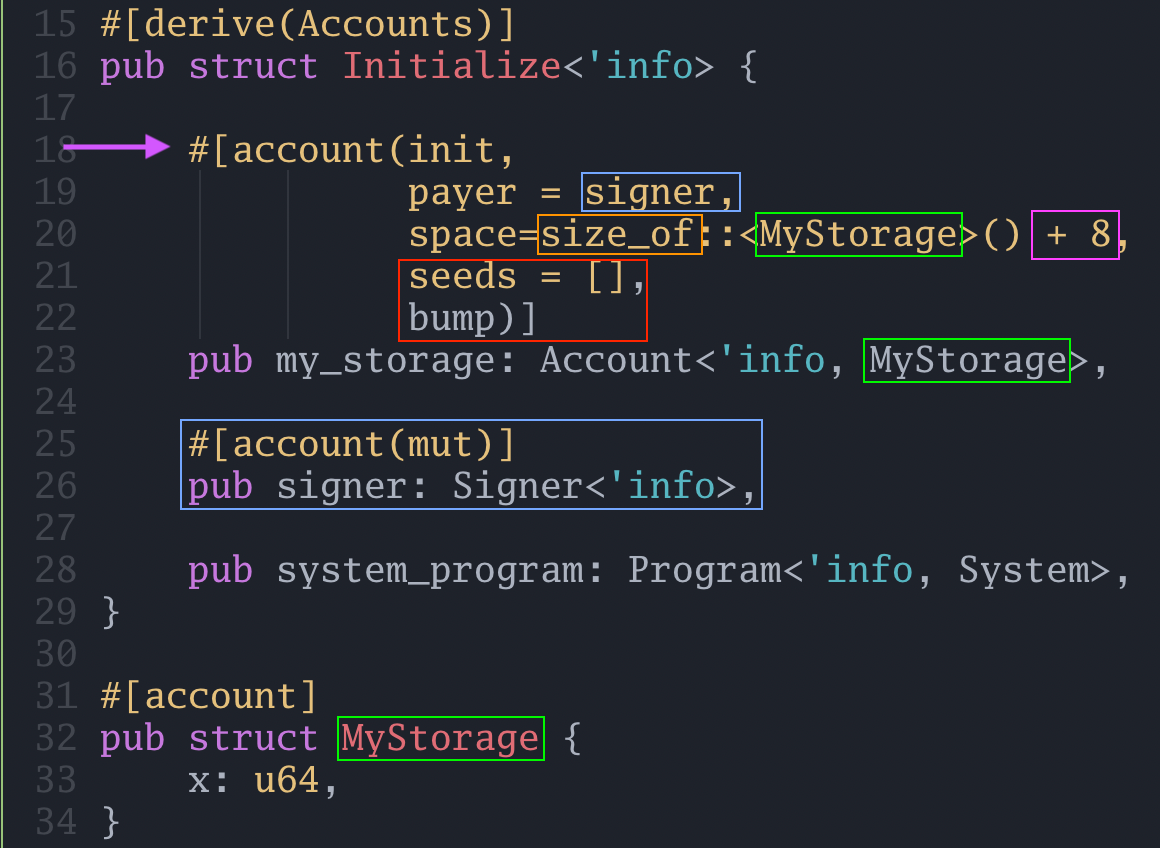 15 #[derive(Accounts)]
16 pub struct Initialize<'info> {
17
18     #[account(init,
19               payer = signer,
20               space=size_of::<MyStorage>() + 8,
21               seeds = [],
22               bump)]
23     pub my_storage: Account<'info, MyStorage>,
24
25     #[account(mut)]
26     pub signer: Signer<'info>,
27
28     pub system_program: Program<'info, System>,
29 }
30
31 #[account]
32 pub struct MyStorage {
33     x: u64,
34 }